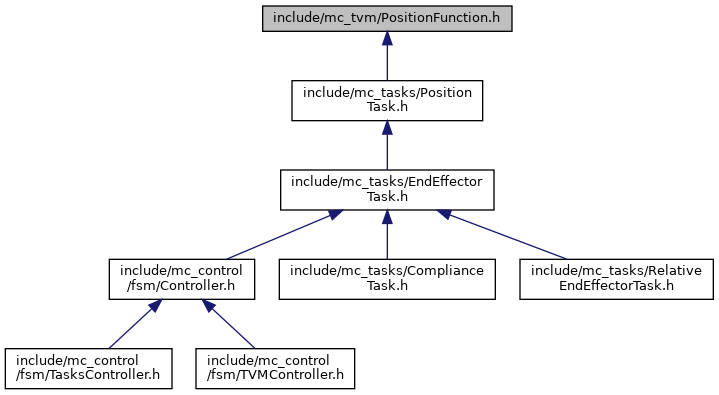 include/mc_tvm/PositionFunction.h
include/mc_tasks/Position
Task.h
include/mc_tasks/EndEffector
Task.h
include/mc_control
/fsm/Controller.h
include/mc_tasks/Compliance
Task.h
include/mc_tasks/Relative
EndEffectorTask.h
include/mc_control
/fsm/TasksController.h
include/mc_control
/fsm/TVMController.h